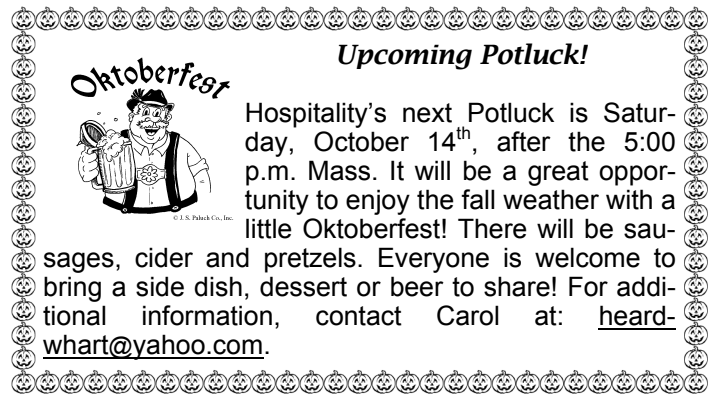 Upcoming Potluck!
Oktoberfest
Hospitality's next Potluck is Satur-
day, October 14th, after the 5:00
p.m. Mass. It will be a great oppor-
tunity to enjoy the fall weather with a
© J. S. Paluch Co., Inc.
little Oktoberfest! There will be sau-
sages, cider and pretzels. Everyone is welcome to
bring a side dish, dessert or beer to share! For addi-
tional information, contact Carol at: heard-
whart@yahoo.com.